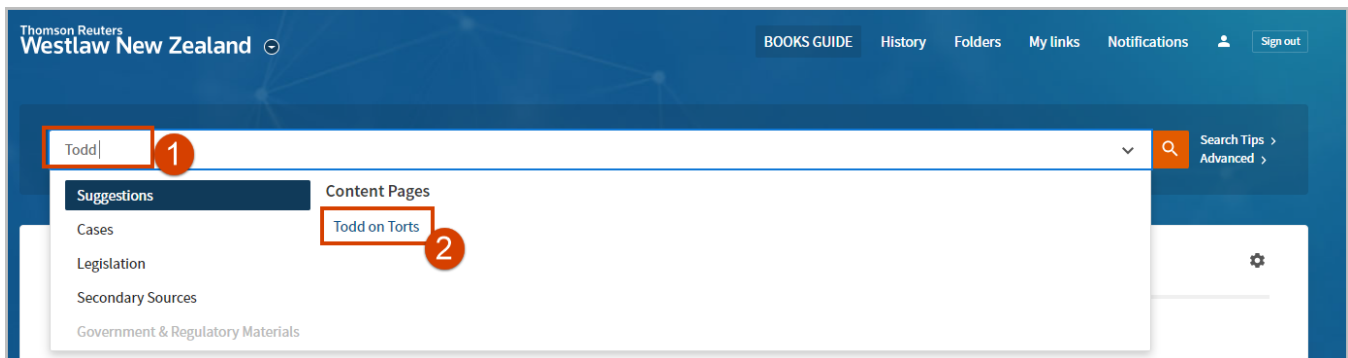 Thomson Reuters
Westlaw New Zealand
BOOKS GUIDE History Folders My links Notifications Sign out
Todd 1
Search Tips >
Advanced >
Suggestions
Cases
Legislation
Secondary Sources
Government & Regulatory Materials
Content Pages
Todd on Torts
2